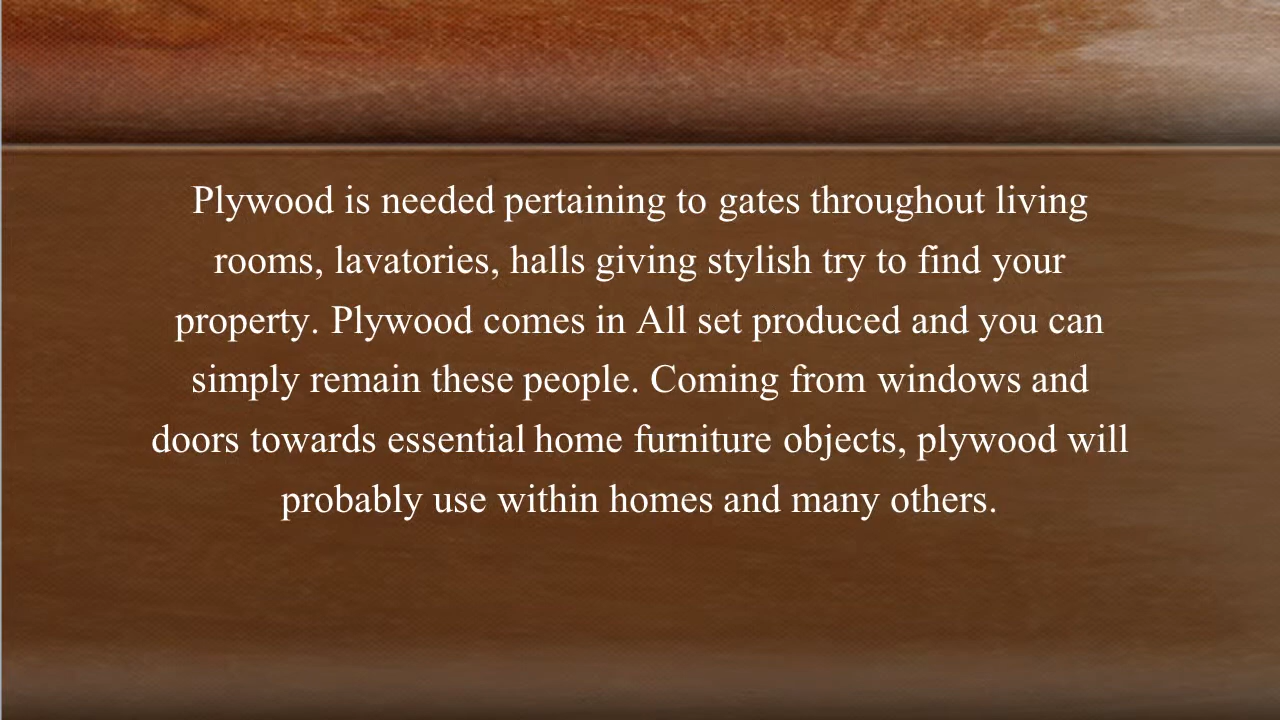 Plywood is needed pertaining to gates throughout living
rooms, lavatories, halls giving stylish try to find your
property. Plywood comes in All set produced and you can
simply remain these people. Coming from windows and
doors towards essential home furniture objects, plywood will
probably use within homes and many others.